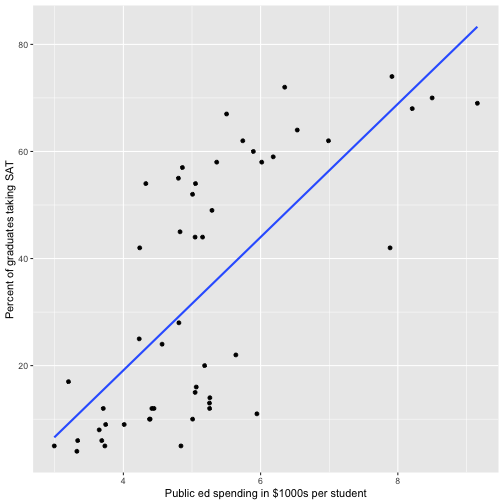 80
60
40
20
4 6 8
Percent of graduates taking SAT
Public ed spending in $1000s per student